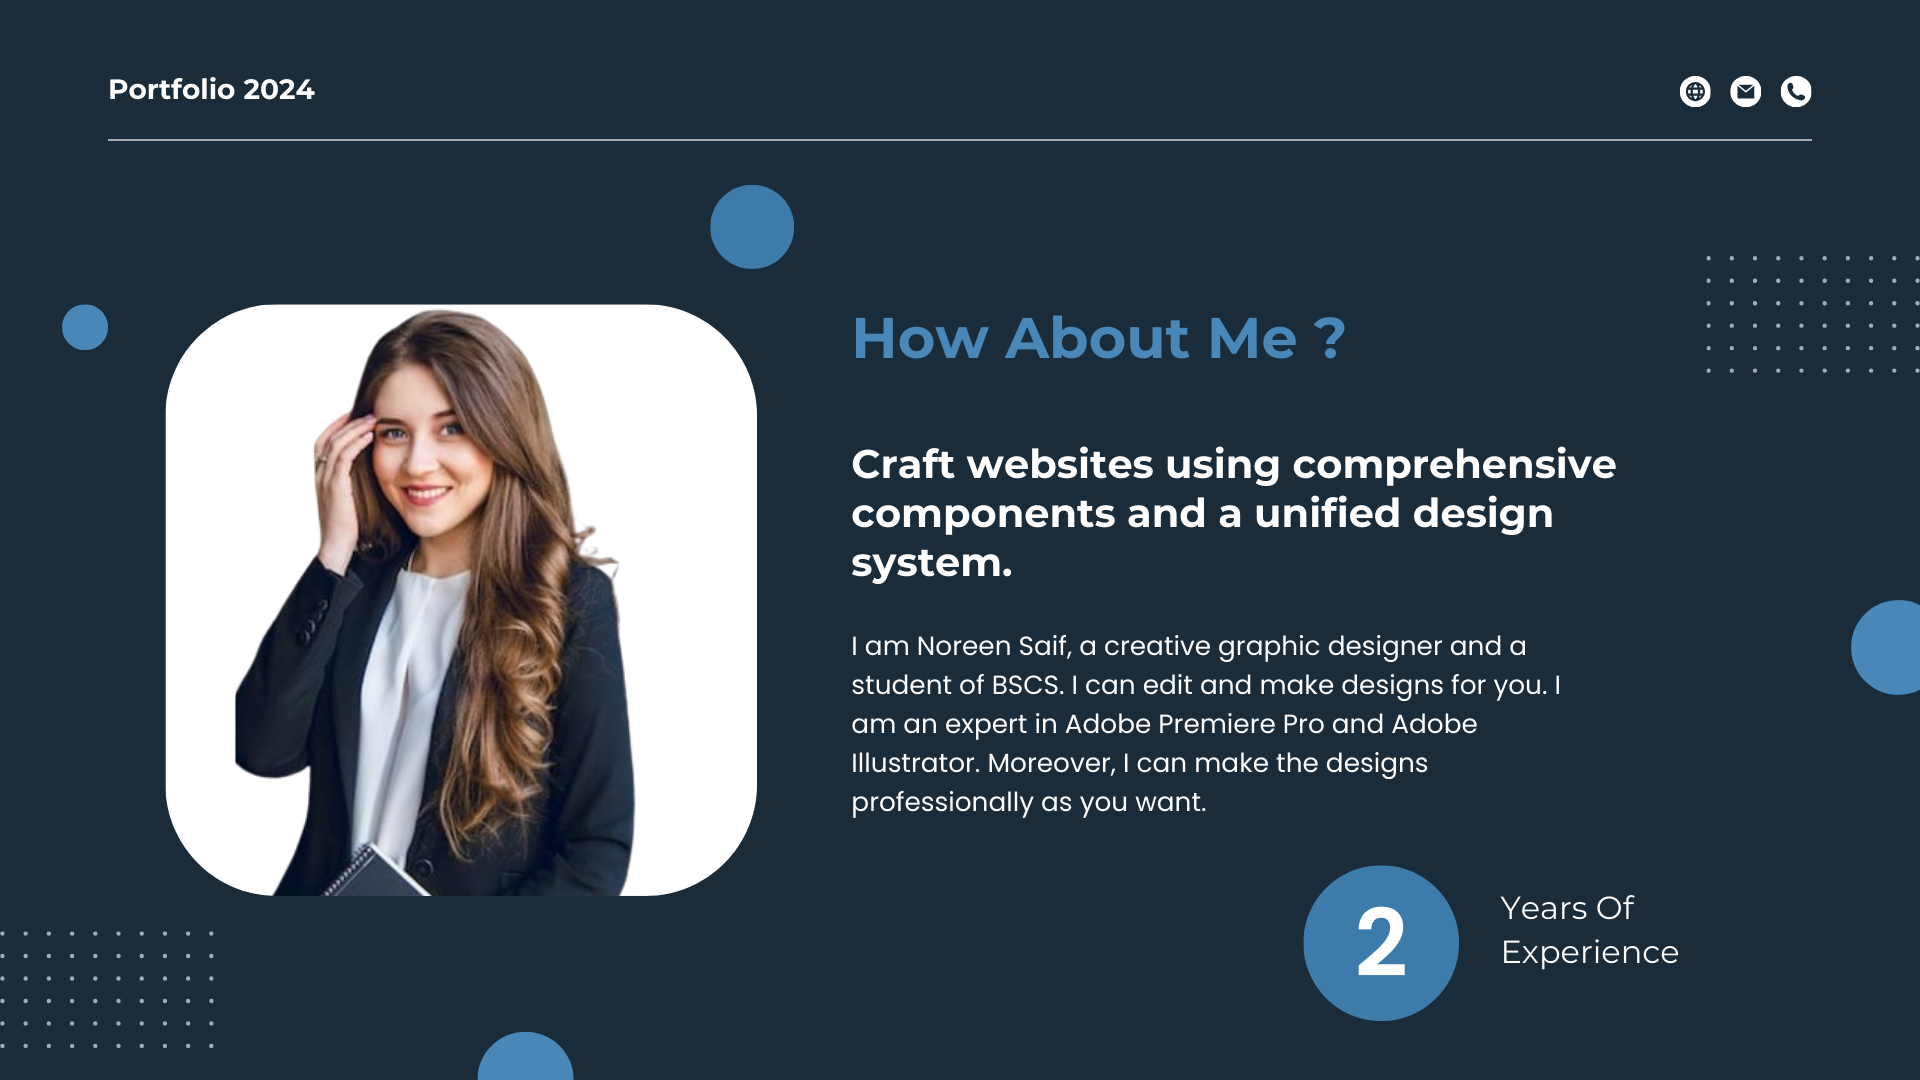 Portfolio 2024
How About Me ?
Craft websites using comprehensive
components and a unified design
system.
I am Noreen Saif, a creative graphic designer and a
student of BSCS. I can edit and make designs for you. I
am an expert in Adobe Premiere Pro and Adobe
Illustrator. Moreover, I can make the designs
professionally as you want.
2
Years Of
Experience